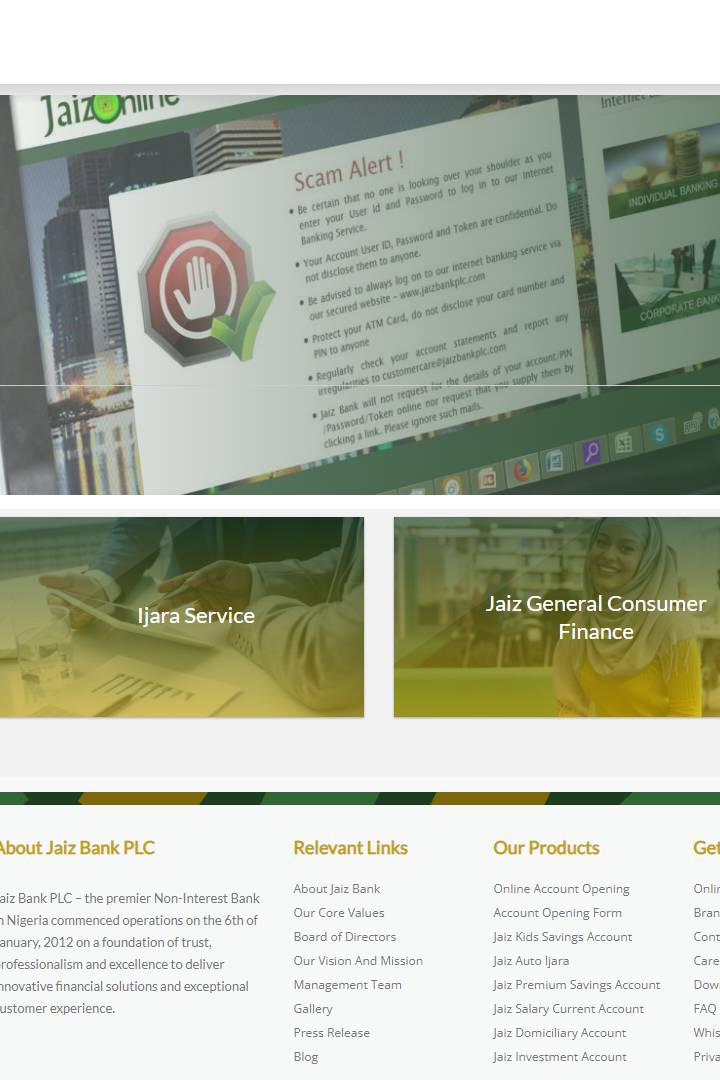 JaizOnline
Scam Alert !
• Be certain that no one is looking over your shoulder as you
enter your User Id and Password to log in to our Internet
Banking Service.
• Your Account User ID, Password and Token are confidential. Do
not disclose them to anyone.
• Be advised to always log on to our internet banking service via
our secured website – www.jaizbankplc.com
• Protect your ATM Card, do not disclose your card number and
PIN to anyone
• Regularly check your account statements and report any
irregularities to customercare@jaizbankplc.com
• Jaiz Bank will not request for the details of your account/PIN
/Password/Token online nor request that you supply them by
clicking a link. Please ignore such mails.
Internet
INDIVIDUAL BANKING
CORPORATE BANK
Ijara Service
Jaiz General Consumer
Finance
About Jaiz Bank PLC
aiz Bank PLC – the premier Non-Interest Bank
n Nigeria commenced operations on the 6th of
anuary, 2012 on a foundation of trust,
rofessionalism and excellence to deliver
nnovative financial solutions and exceptional
ustomer experience.
Relevant Links
About Jaiz Bank
Our Core Values
Board of Directors
Our Vision And Mission
Management Team
Gallery
Press Release
Blog
Our Products
Online Account Opening
Account Opening Form
Jaiz Kids Savings Account
Jaiz Auto Ijara
Jaiz Premium Savings Account
Jaiz Salary Current Account
Jaiz Domiciliary Account
Jaiz Investment Account
Get
Onli
Bran
Cont
Care
Dow
FAQ
Whis
Priva